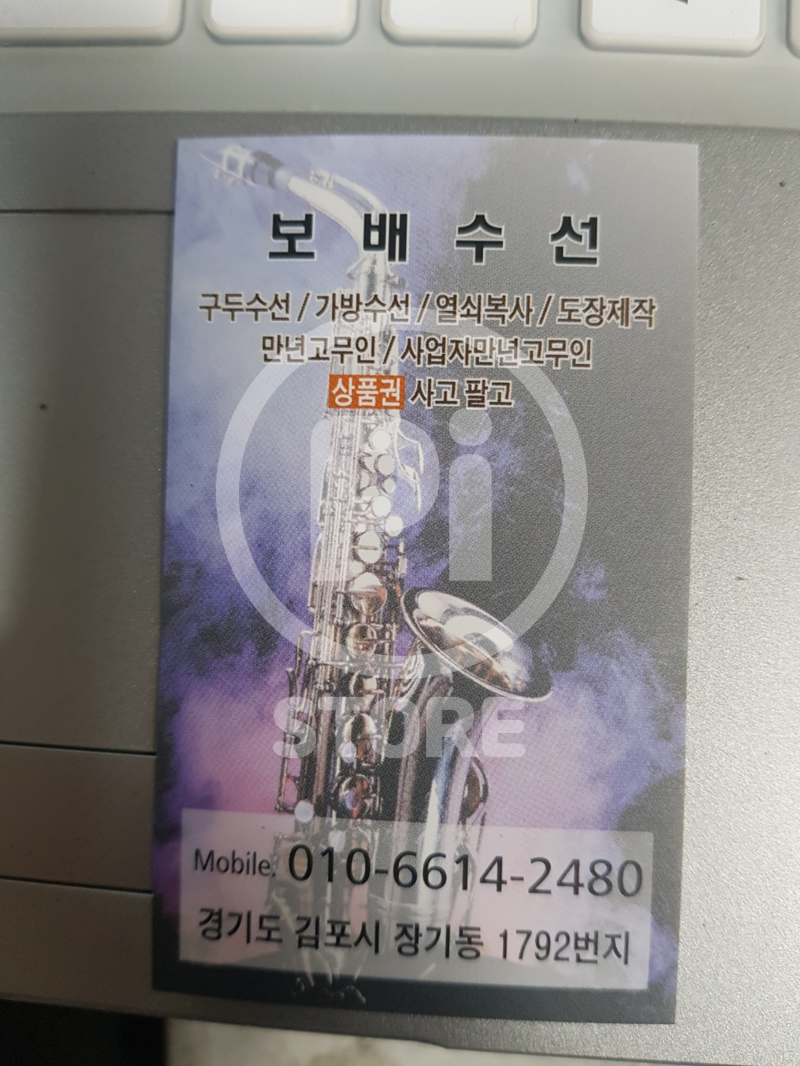 보배수선
구두수선 / 가방수선 / 열쇠복사 / 도장제작
만년고무인 / 사업자만년고무인
상품권 사고 팔고
Pi
STORE
Mobile. 010-6614-2480
경기도 김포시 장기동 1792번지